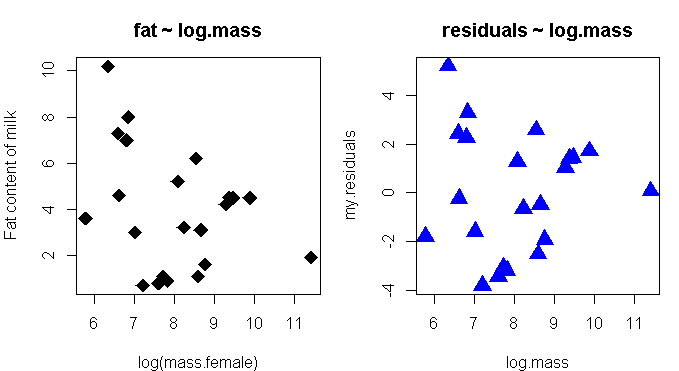 fat ~ log.mass
Fat content of milk
10
8
6
4
2
6 7 8 9 10 11
log(mass.female)
residuals ~ log.mass
my.residuals
4
2
0
-2
-4
6 7 8 9 10 11
log.mass